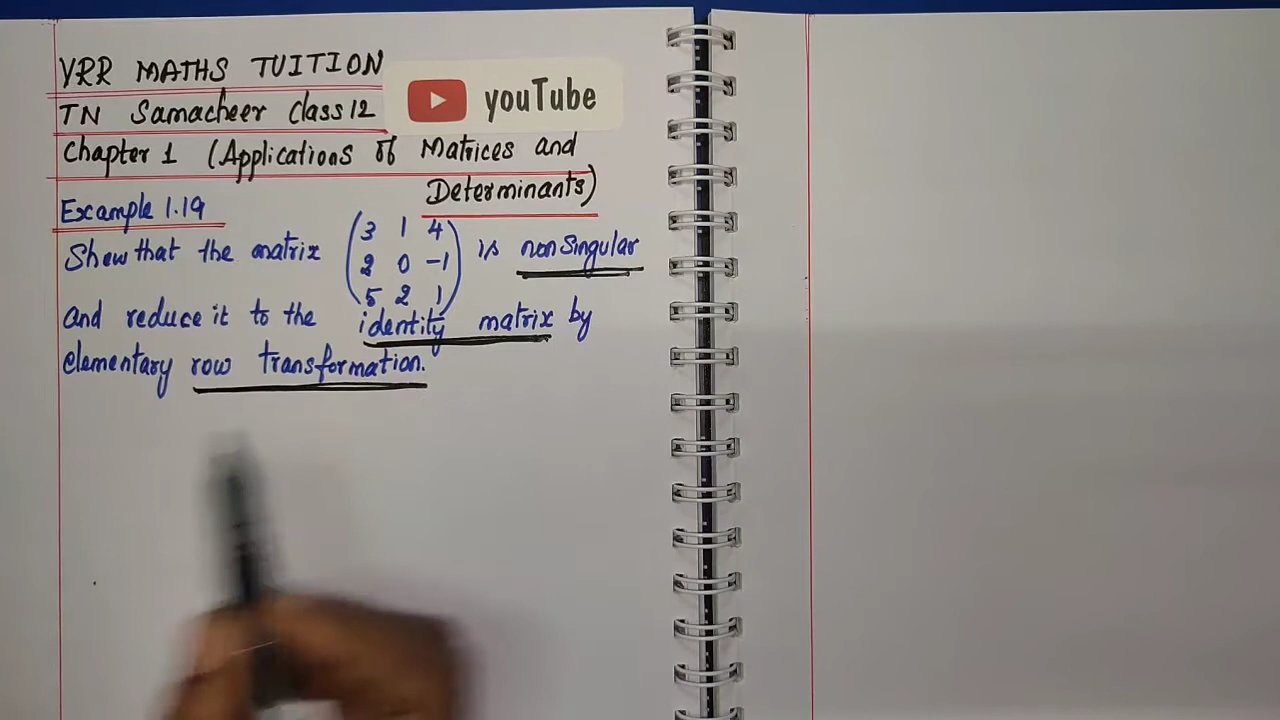 VRR MATHS TUITION
TN Samacheer Class 12
youTube
Chapter 1 (Applications of Matrices and
Determinants)
Example 1.19
3 1 4
Show that the matrix 2 0 -1 is non Singular
5 2 1
and reduce it to the identity matrix by
elementary row transformation.